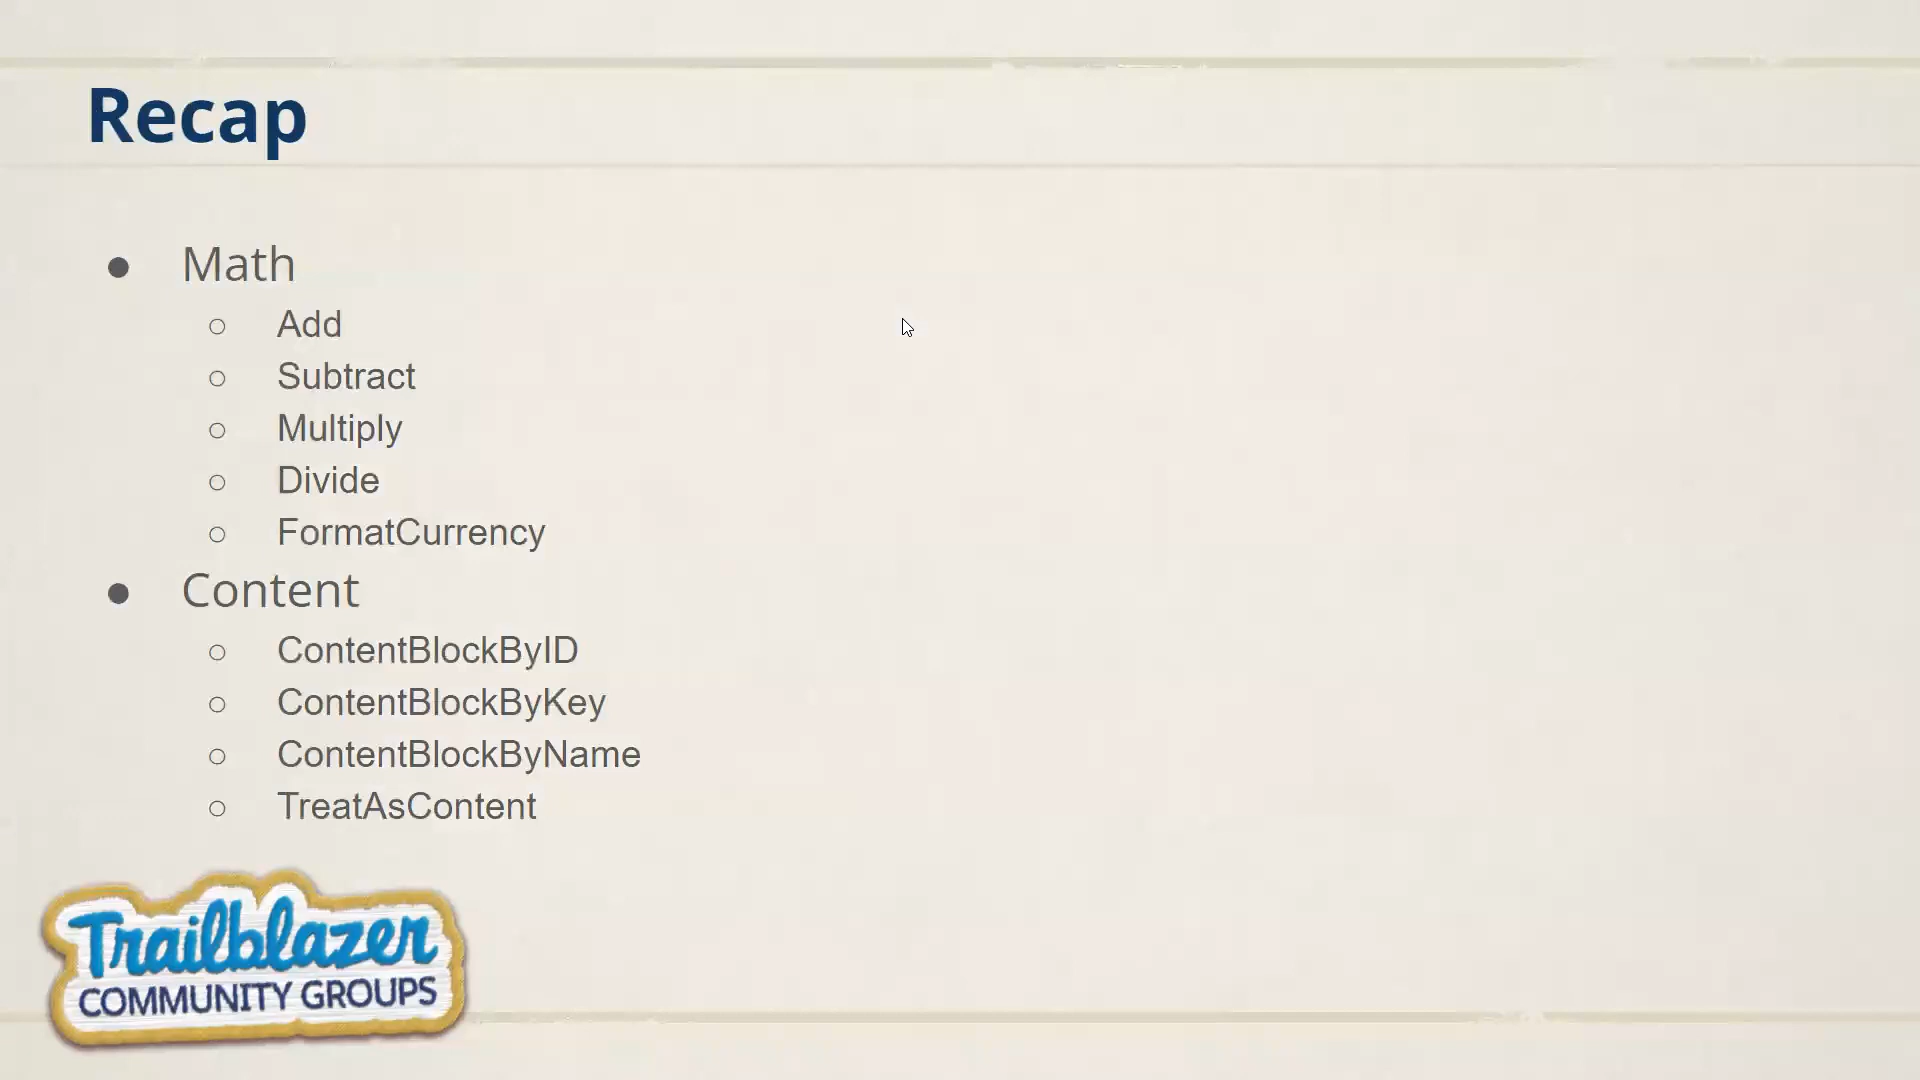 Recap
● Math
○ Add
○ Subtract
○ Multiply
○ Divide
○ FormatCurrency
● Content
○ ContentBlockByID
○ ContentBlockByKey
○ ContentBlockByName
○ TreatAsContent
Trailblazer
COMMUNITY GROUPS